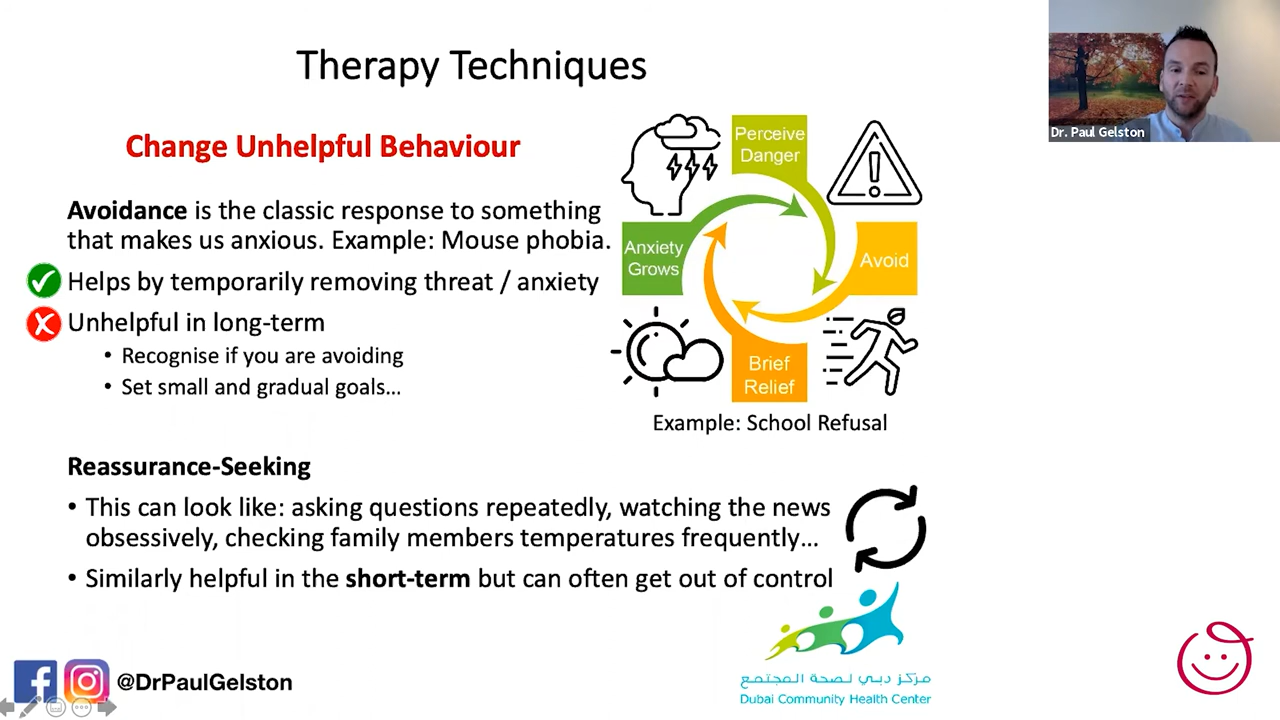 Therapy Techniques
Dr. Paul Gelston
Change Unhelpful Behaviour
Avoidance is the classic response to something
that makes us anxious. Example: Mouse phobia.
Helps by temporarily removing threat / anxiety
Unhelpful in long-term
• Recognise if you are avoiding
• Set small and gradual goals...
Perceive
Danger
Anxiety
Grows
Avoid
Brief
Relief
Example: School Refusal
Reassurance-Seeking
• This can look like: asking questions repeatedly, watching the news
obsessively, checking family members temperatures frequently...
• Similarly helpful in the short-term but can often get out of control
@DrPaulGelston
مركز دبي لصحة المجتمع
Dubai Community Health Center